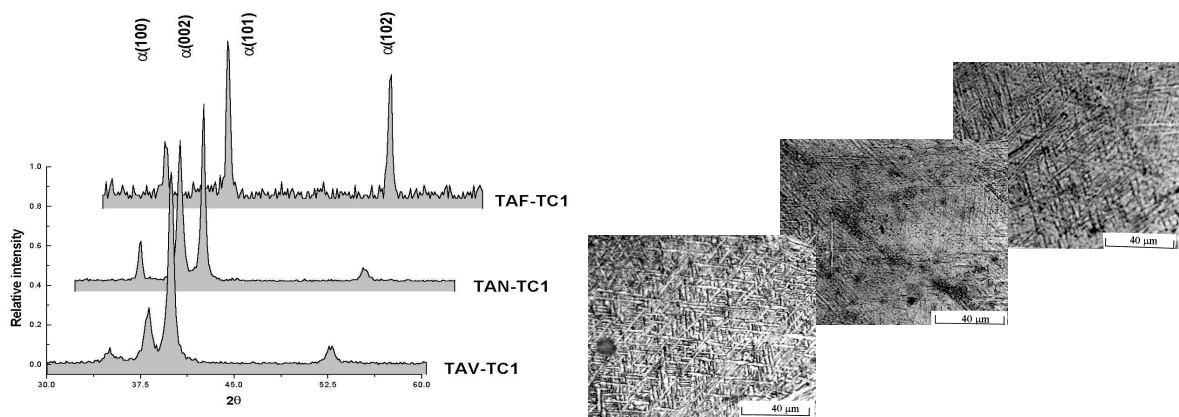 α(100)
α(002)
α(101)
α(102)
Relative intensity
1.0
0.8
0.6
0.4
0.2
0.0
30.0 37.5 45.0 52.5 60.0
2θ
TAF-TC1
TAN-TC1
TAV-TC1
40 μm
40 μm
40 μm